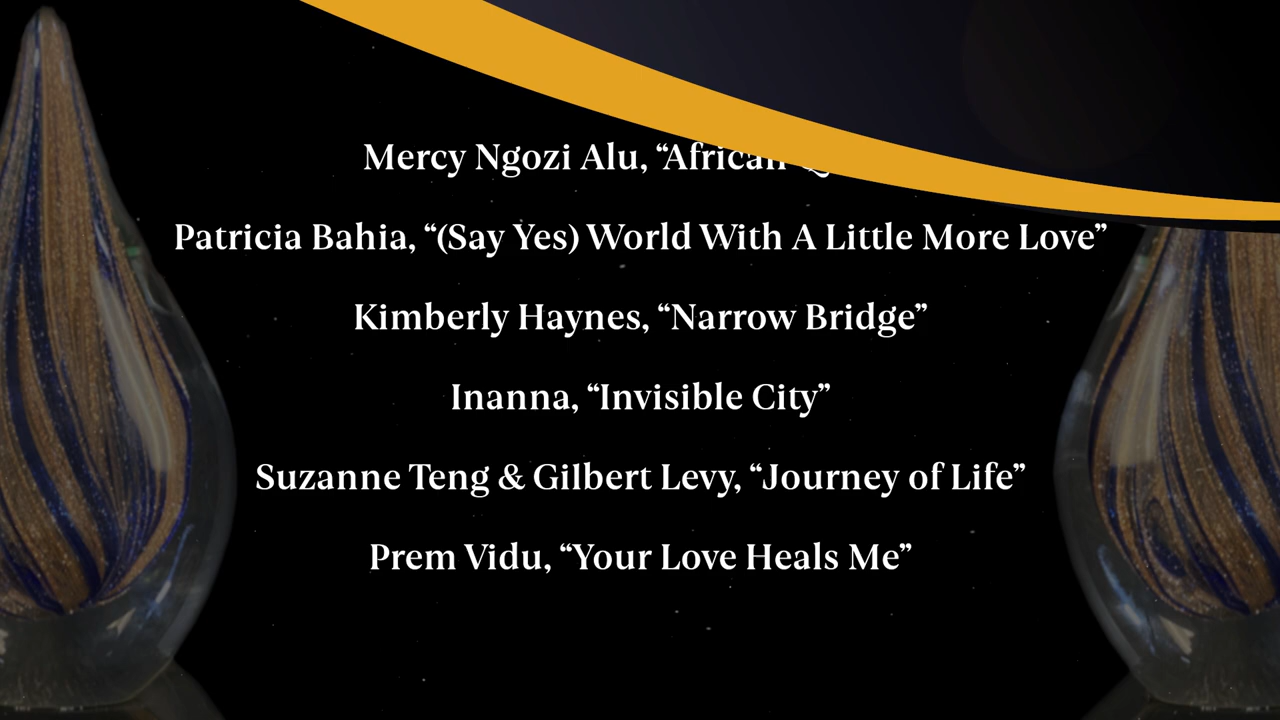 Mercy Ngozi Alu, “African
Patricia Bahia, “(Say Yes) World With A Little More Love”
Kimberly Haynes, “Narrow Bridge”
Inanna, “Invisible City”
Suzanne Teng & Gilbert Levy, “Journey of Life”
Prem Vidu, “Your Love Heals Me”